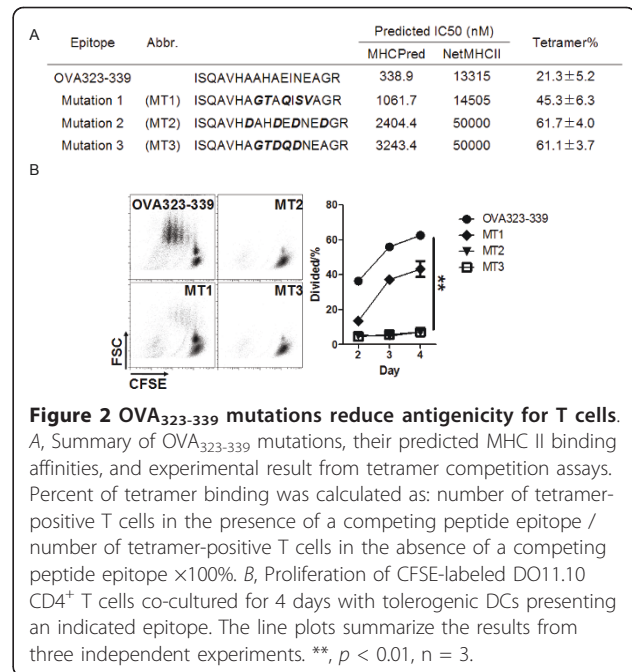 A
Epitope Abbr. Predicted IC50 (nM) Tetramer%
MHCPred NetMHCII
OVA323-339 ISQAVHAAHAEINEAGR 338.9 13315 21.3±5.2
Mutation 1 (MT1) ISQAVHAGTAQISVAGR 1061.7 14505 45.3±6.3
Mutation 2 (MT2) ISQAVHDAHDEDNEDGR 2404.4 50000 61.7±4.0
Mutation 3 (MT3) ISQAVHAGTDQDNEAGR 3243.4 50000 61.1±3.7
B
OVA323-339 MT2
MT1 MT3
FSC
CFSE
Divided/%
80
60
40
20
0
2 3 4
Day
OVA323-339
MT1
MT2
MT3
**
Figure 2 OVA323-339 mutations reduce antigenicity for T cells.
A, Summary of OVA323-339 mutations, their predicted MHC II binding
affinities, and experimental result from tetramer competition assays.
Percent of tetramer binding was calculated as: number of tetramer-
positive T cells in the presence of a competing peptide epitope /
number of tetramer-positive T cells in the absence of a competing
peptide epitope ×100%. B, Proliferation of CFSE-labeled DO11.10
CD4+ T cells co-cultured for 4 days with tolerogenic DCs presenting
an indicated epitope. The line plots summarize the results from
three independent experiments. **, p < 0.01, n = 3.